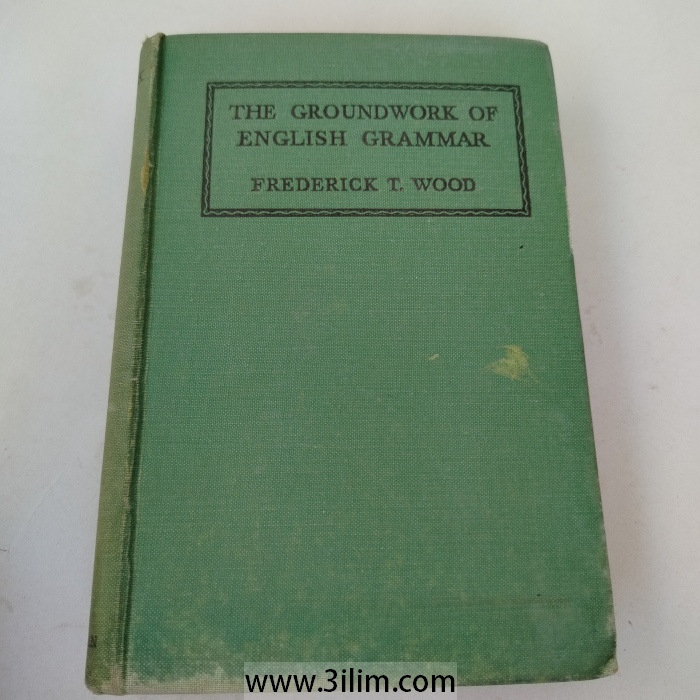 THE GROUNDWORK OF
ENGLISH GRAMMAR
FREDERICK T. WOOD
www.3ilim.com